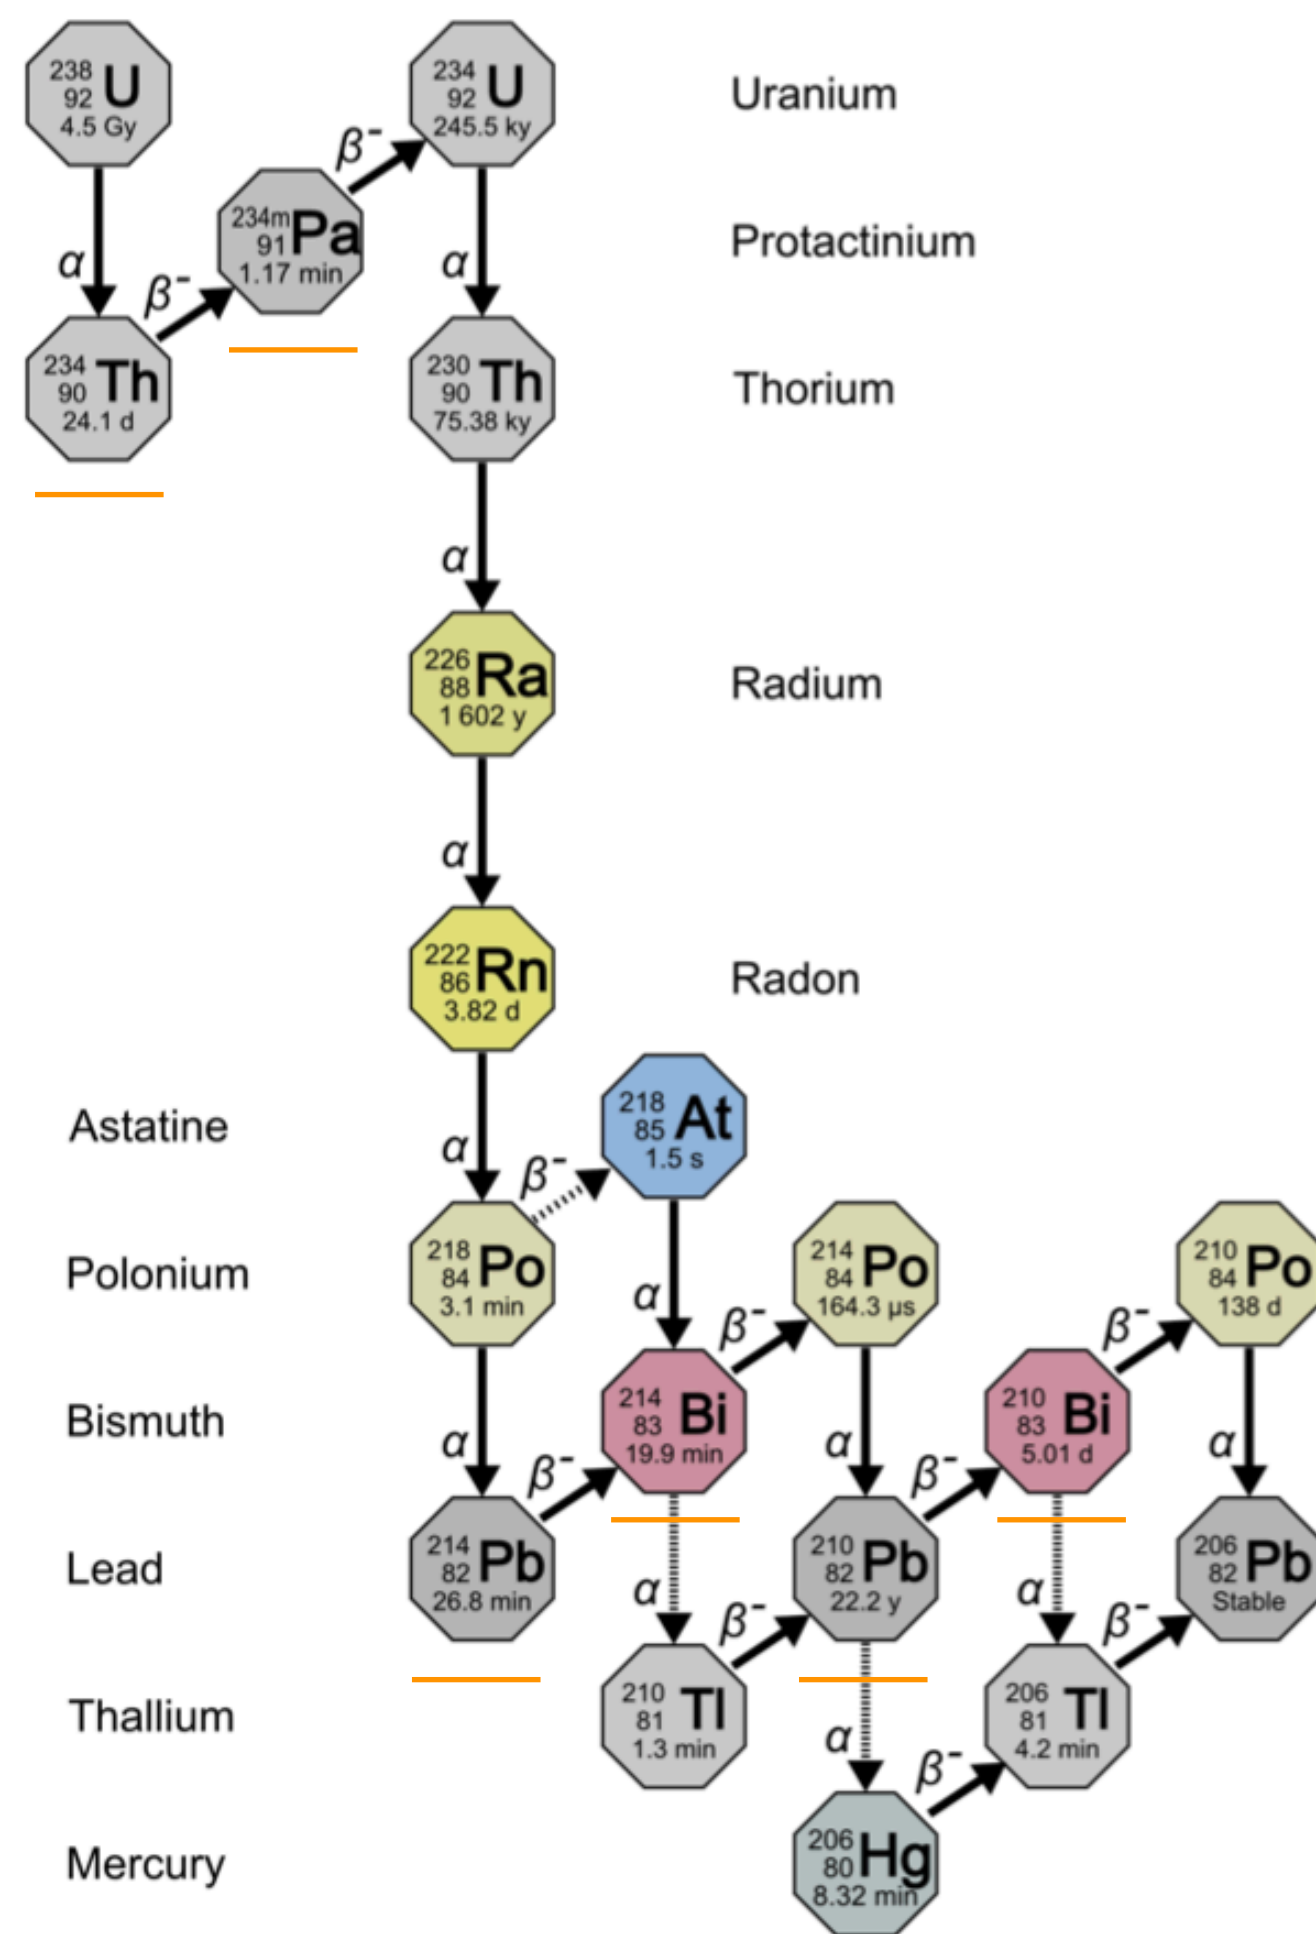 238
92 U
4.5 Gy
234
92 U
245.5 ky
Uranium
β-
234m
91 Pa
1.17 min
Protactinium
α
β-
α
234
90 Th
24.1 d
230
90 Th
75.38 ky
Thorium
α
226
88 Ra
1 602 y
Radium
α
222
86 Rn
3.82 d
Radon
Astatine
218
85 At
1.5 s
α
β-
Polonium
218
84 Po
3.1 min
214
84 Po
164.3 µs
210
84 Po
138 d
α
β-
β-
Bismuth
214
83 Bi
19.9 min
210
83 Bi
5.01 d
α
β-
α
β-
α
Lead
214
82 Pb
26.8 min
210
82 Pb
22.2 y
206
82 Pb
Stable
α
β-
α
β-
Thallium
210
81 Tl
1.3 min
206
81 Tl
4.2 min
α
β-
Mercury
206
80 Hg
8.32 min